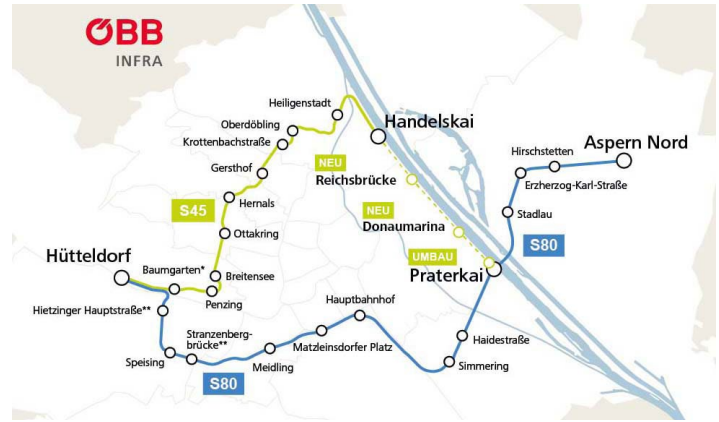 ÖBB
INFRA
Heiligenstadt
Oberdöbling
Handelskai
Krottenbachstraße
Hirschstetten
Aspern Nord
NEU
Gersthof
Reichsbrücke
Erzherzog-Karl-Straße
Hernals
NEU
S45
Stadlau
Donaumarina
Ottakring
S80
UMBAU
Hütteldorf
Baumgarten*
Breitensee
Praterkai
Hietzinger Hauptstraße**
Penzing
Hauptbahnhof
Stranzenberg-
brücke**
Haidestraße
Matzleinsdorfer Platz
Speising
Meidling
Simmering
S80